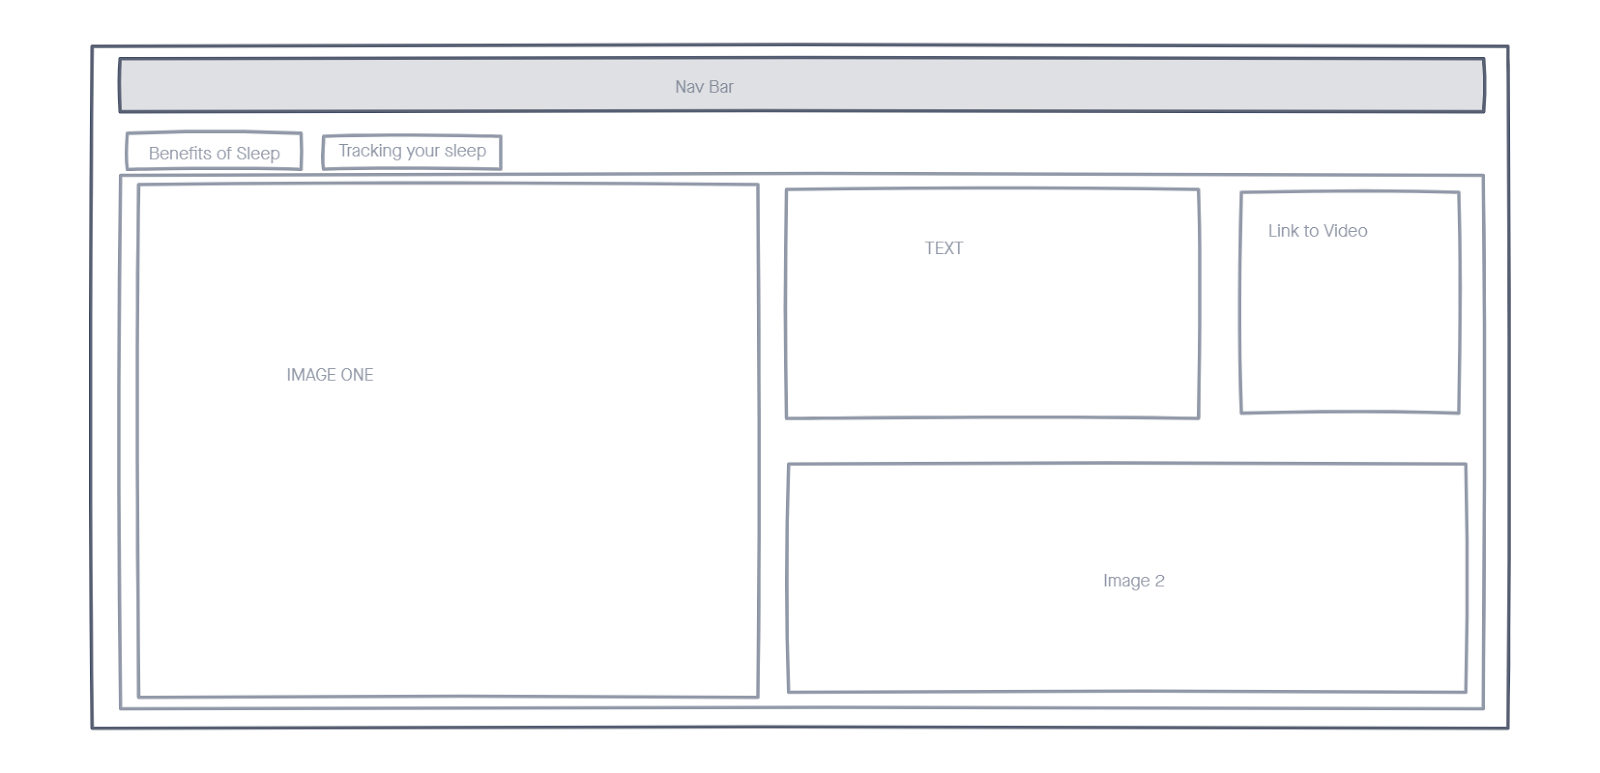 Nav Bar
Benefits of Sleep
Tracking your sleep
IMAGE ONE
TEXT
Link to Video
Image 2